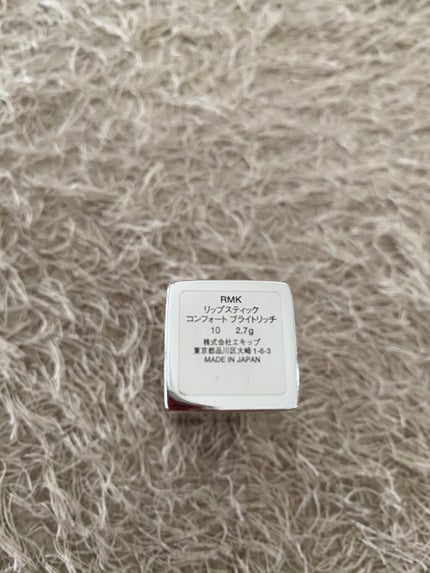 RMK
リップスティック
コンフォート ブライトリッチ
10 2.7g
株式会社エキップ
東京都品川区大崎1-6-3
MADE IN JAPAN